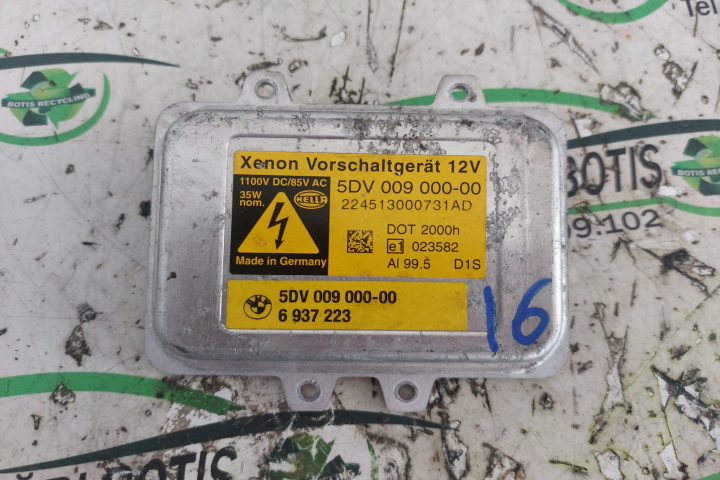 Tel
BOTIS RECYCLING
Xenon Vorschaltgerät 12V
1100V DC/85V AC
35W
nom.
HELLA
5DV 009 000-00
224513000731AD
DOT 2000h
e1 023582
Al 99.5 D1S
Made in Germany
5DV 009 000-00
6 937 223
16
BOTIS
09.102
BOTIS